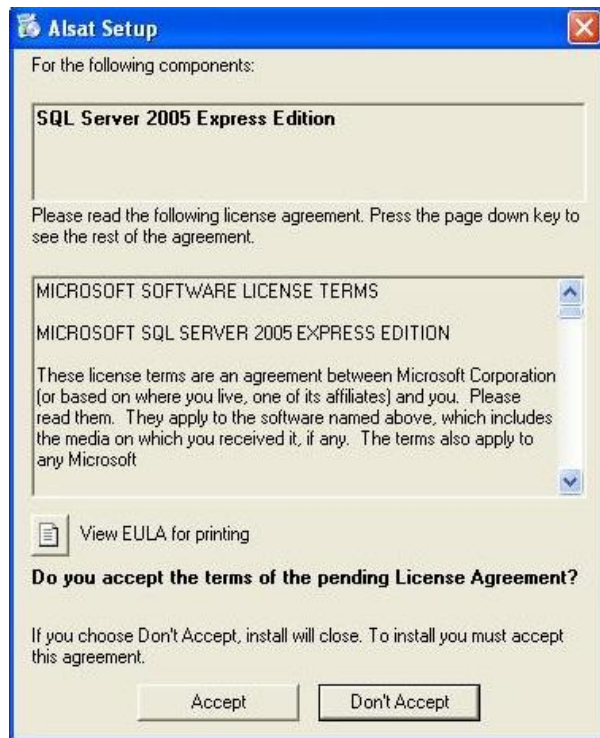 Alsat Setup
For the following components:
SQL Server 2005 Express Edition
Please read the following license agreement. Press the page down key to
see the rest of the agreement.
MICROSOFT SOFTWARE LICENSE TERMS
MICROSOFT SQL SERVER 2005 EXPRESS EDITION
These license terms are an agreement between Microsoft Corporation
(or based on where you live, one of its affiliates) and you.  Please
read them.  They apply to the software named above, which includes
the media on which you received it, if any.  The terms also apply to
any Microsoft
View EULA for printing
Do you accept the terms of the pending License Agreement?
If you choose Don't Accept, install will close. To install you must accept
this agreement.
Accept
Don't Accept